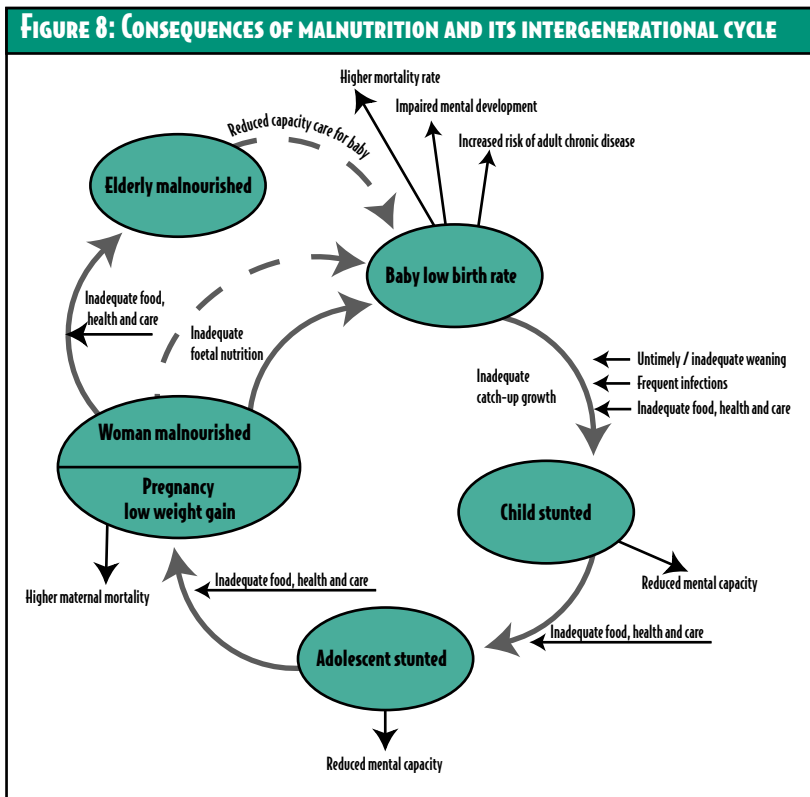 FIGURE 8: CONSEQUENCES OF MALNUTRITION AND ITS INTERGENERATIONAL CYCLE
Higher mortality rate
Impaired mental development
Increased risk of adult chronic disease
Reduced capacity care for baby
Elderly malnourished
Baby low birth rate
Inadequate food,
health and care
Inadequate
foetal nutrition
Inadequate
catch-up growth
Untimely / inadequate weaning
Frequent infections
Inadequate food, health and care
Woman malnourished
Pregnancy
low weight gain
Child stunted
Higher maternal mortality
Inadequate food, health and care
Reduced mental capacity
Inadequate food, health and care
Adolescent stunted
Reduced mental capacity